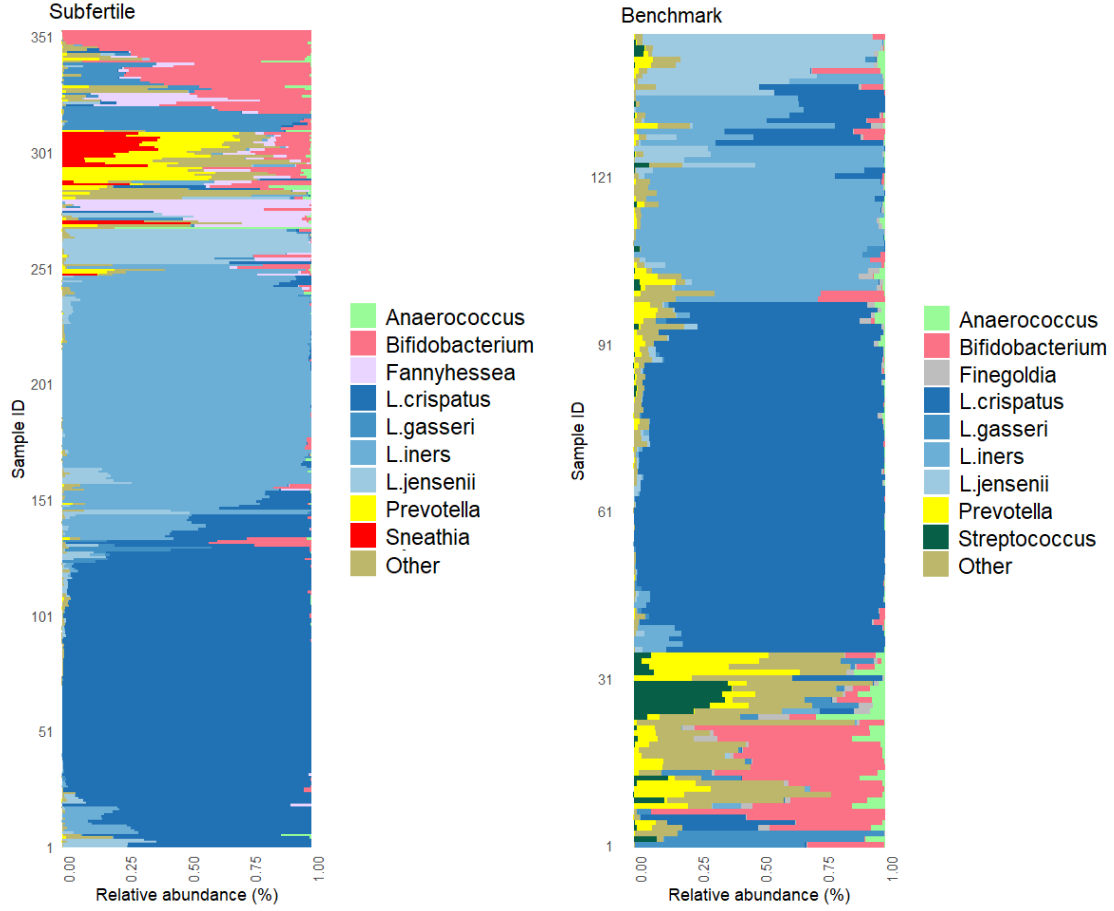 Subfertile
351
301
251
201
151
101
51
1
Sample ID
0.00
0.25
0.50
0.75
1.00
Relative abundance (%)
Anaerococcus
Bifidobacterium
Fannyhessea
L.crispatus
L.gasseri
L.iners
L.jensenii
Prevotella
Sneathia
Other
Benchmark
121
91
61
31
1
Sample ID
0.00
0.25
0.50
0.75
1.00
Relative abundance (%)
Anaerococcus
Bifidobacterium
Finegoldia
L.crispatus
L.gasseri
L.iners
L.jensenii
Prevotella
Streptococcus
Other